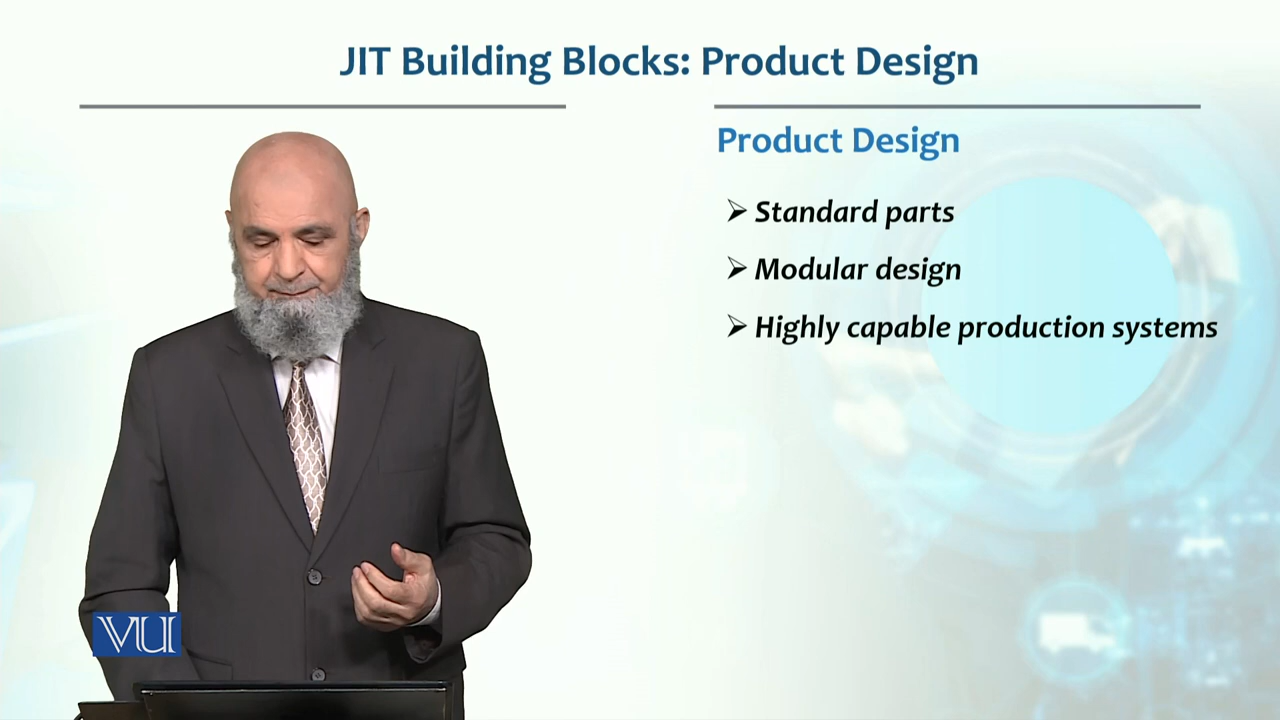 JIT Building Blocks: Product Design
Product Design
➢ Standard parts
➢ Modular design
➢ Highly capable production systems
VU